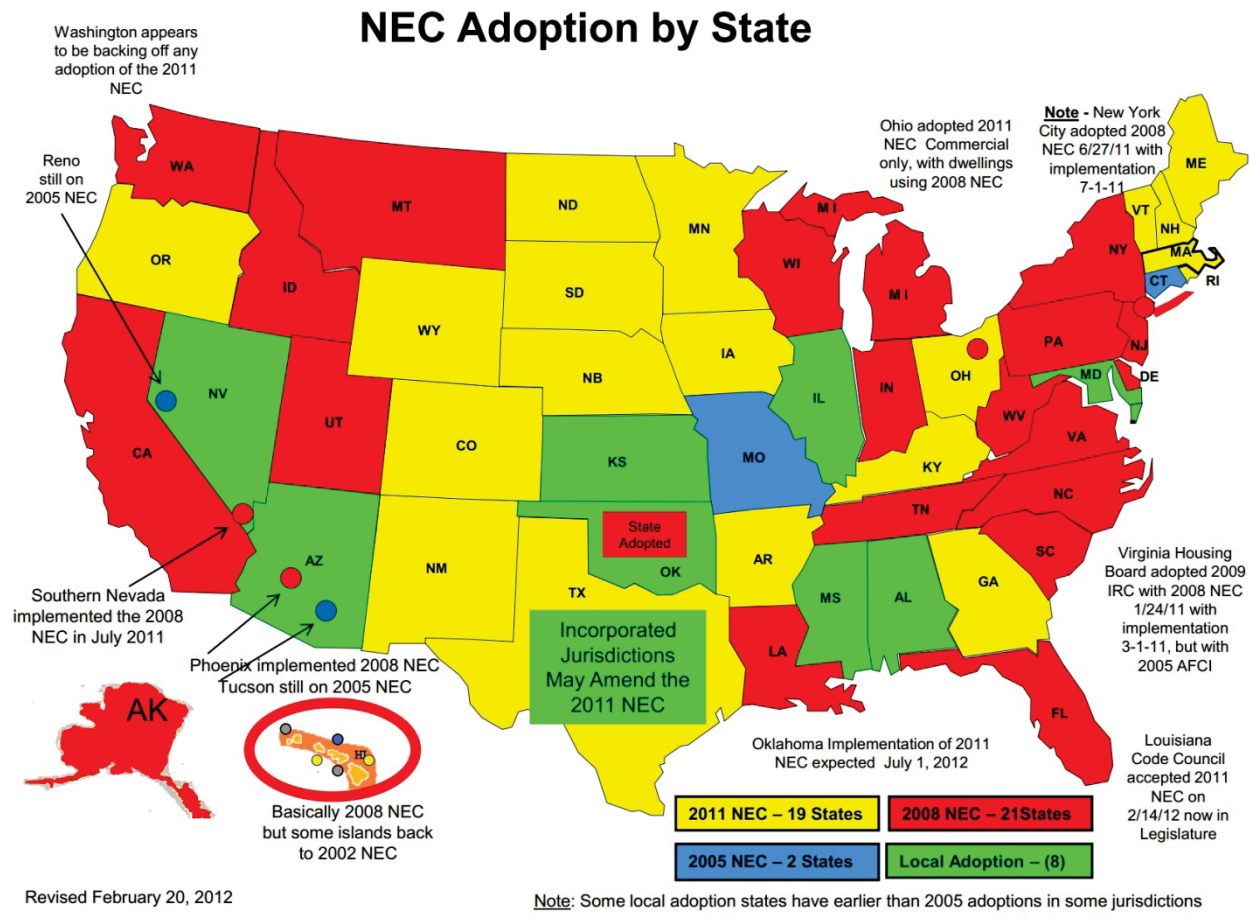 NEC Adoption by State
Washington appears
to be backing off any
adoption of the 2011
NEC
Reno
still on
2005 NEC
Ohio adopted 2011
NEC Commercial
only, with dwellings
using 2008 NEC
Note - New York
City adopted 2008
NEC 6/27/11 with
implementation
7-1-11
WA
MT
ND
MN
OR
ID
SD
WY
WI
M I
M I
NY
ME
VT
NH
MA
CT
RI
IA
NB
NV
UT
CA
CO
KS
MO
IL
IN
OH
PA
NJ
DE
MD
WV
VA
KY
NC
TN
SC
State
Adopted
OK
AR
AZ
NM
TX
MS
AL
GA
LA
FL
Incorporated
Jurisdictions
May Amend the
2011 NEC
Southern Nevada
implemented the 2008
NEC in July 2011
Phoenix implemented 2008 NEC
Tucson still on 2005 NEC
Virginia Housing
Board adopted 2009
IRC with 2008 NEC
1/24/11 with
implementation
3-1-11, but with
2005 AFCI
AK
HI
Basically 2008 NEC
but some islands back
to 2002 NEC
Oklahoma Implementation of 2011
NEC expected July 1, 2012
Louisiana
Code Council
accepted 2011
NEC on
2/14/12 now in
Legislature
2011 NEC – 19 States
2008 NEC – 21States
2005 NEC – 2 States
Local Adoption – (8)
Revised February 20, 2012
Note: Some local adoption states have earlier than 2005 adoptions in some jurisdictions